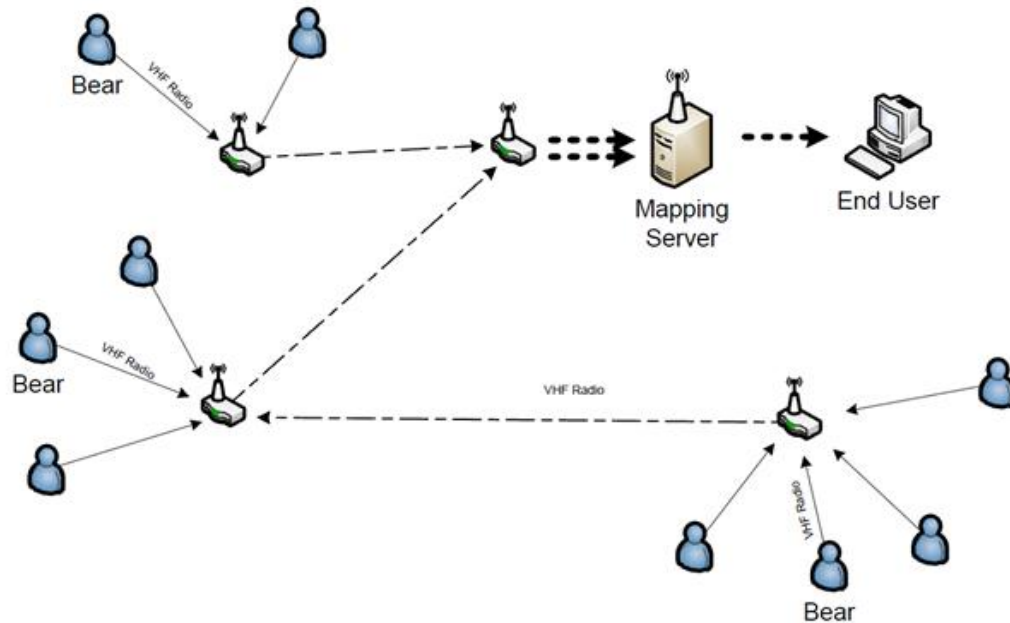 Bear
VHF Radio
Mapping
Server
End User
VHF Radio
Bear
VHF Radio
VHF Radio
Bear